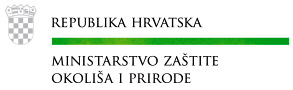 REPUBLIKA HRVATSKA
MINISTARSTVO ZAŠTITE
OKOLIŠA I PRIRODE